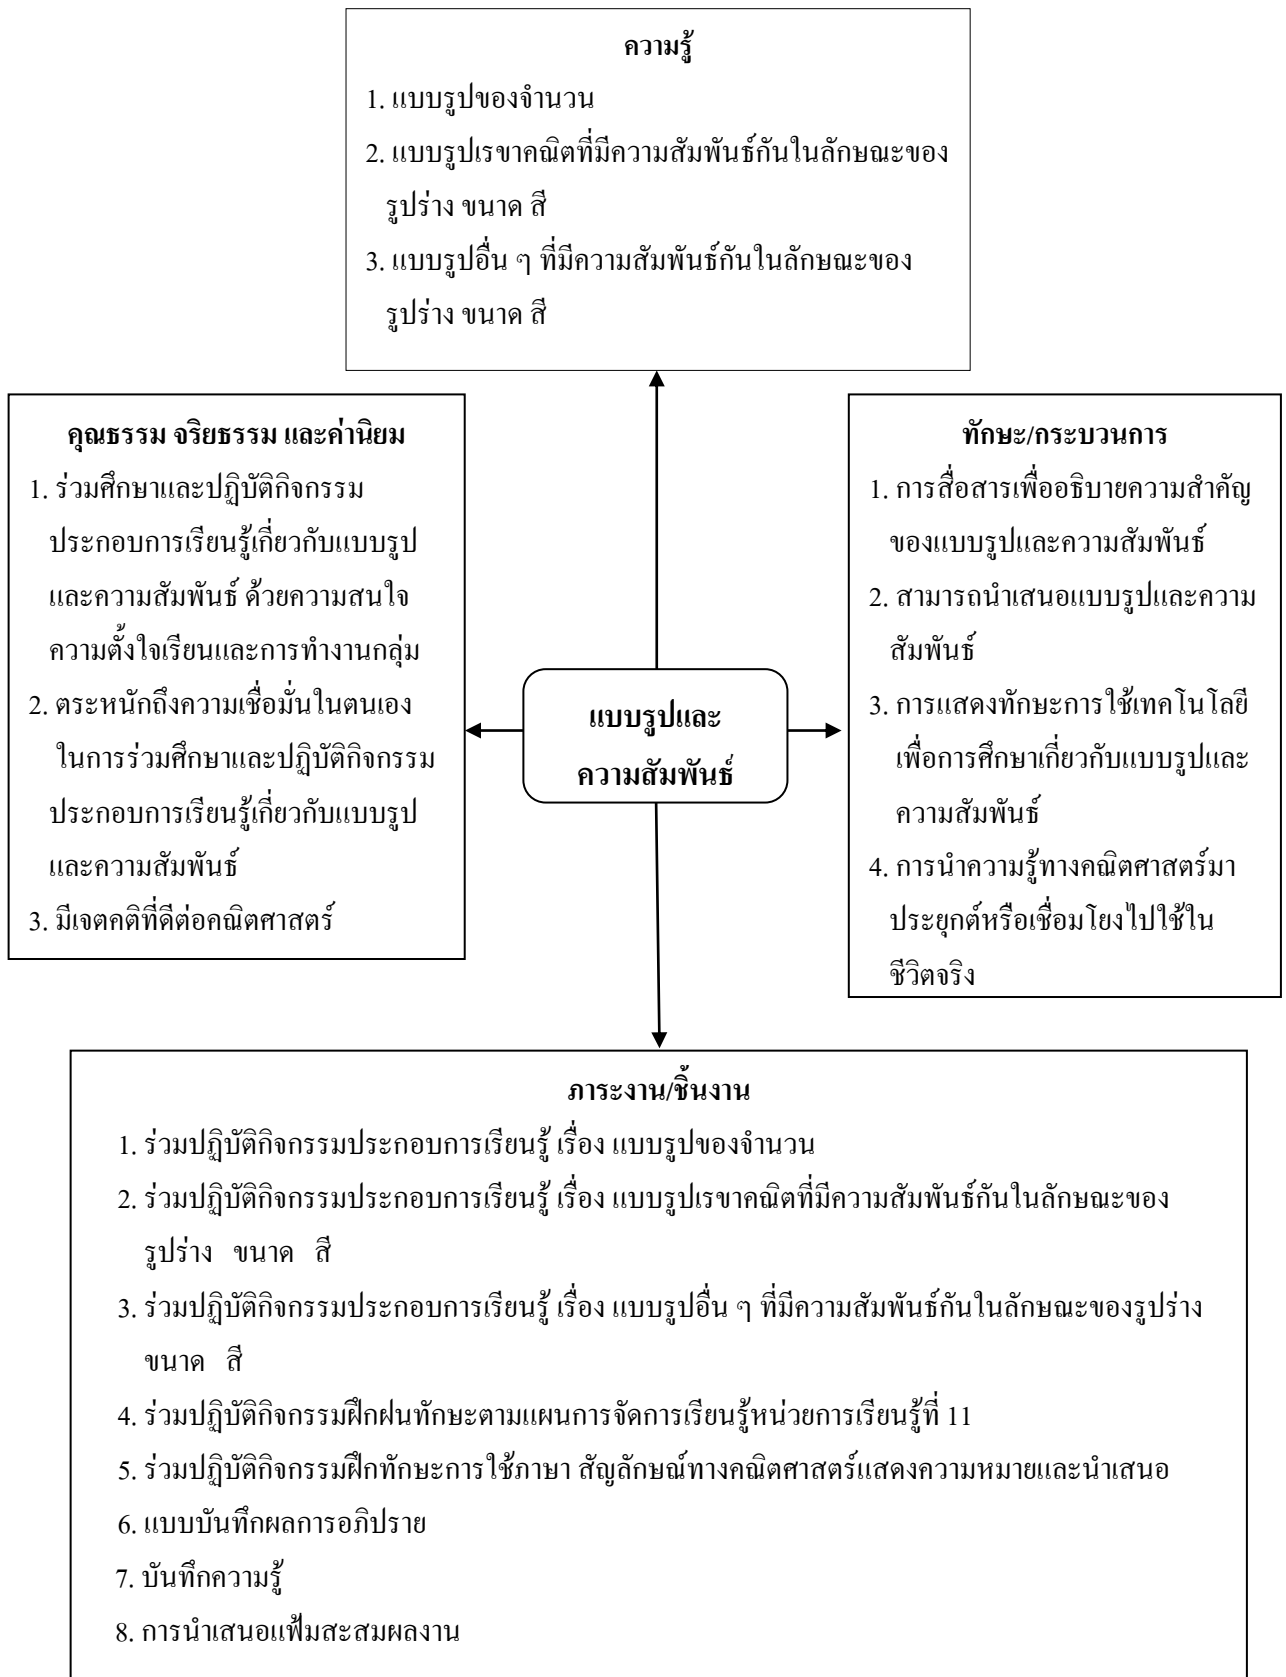 ความรู้
1. แบบรูปของจำนวน
2. แบบรูปเรขาคณิตที่มีความสัมพันธ์กันในลักษณะของ
รูปร่าง ขนาด สี
3. แบบรูปอื่น ๆ ที่มีความสัมพันธ์กันในลักษณะของ
รูปร่าง ขนาด สี
คุณธรรม จริยธรรม และค่านิยม
1. ร่วมศึกษาและปฏิบัติกิจกรรม
ประกอบการเรียนรู้เกี่ยวกับแบบรูป
และความสัมพันธ์ ด้วยความสนใจ
ความตั้งใจเรียนและการทำงานกลุ่ม
2. ตระหนักถึงความเชื่อมั่นในตนเอง
ในการร่วมศึกษาและปฏิบัติกิจกรรม
ประกอบการเรียนรู้เกี่ยวกับแบบรูป
และความสัมพันธ์
3. มีเจตคติที่ดีต่อคณิตศาสตร์
แบบรูปและ
ความสัมพันธ์
ทักษะ/กระบวนการ
1. การสื่อสารเพื่ออธิบายความสำคัญ
ของแบบรูปและความสัมพันธ์
2. สามารถนำเสนอแบบรูปและความ
สัมพันธ์
3. การแสดงทักษะการใช้เทคโนโลยี
เพื่อการศึกษาเกี่ยวกับแบบรูปและ
ความสัมพันธ์
4. การนำความรู้ทางคณิตศาสตร์มา
ประยุกต์หรือเชื่อมโยงไปใช้ใน
ชีวิตจริง
ภาระงาน/ชิ้นงาน
1. ร่วมปฏิบัติกิจกรรมประกอบการเรียนรู้ เรื่อง แบบรูปของจำนวน
2. ร่วมปฏิบัติกิจกรรมประกอบการเรียนรู้ เรื่อง แบบรูปเรขาคณิตที่มีความสัมพันธ์กันในลักษณะของ
รูปร่าง ขนาด สี
3. ร่วมปฏิบัติกิจกรรมประกอบการเรียนรู้ เรื่อง แบบรูปอื่น ๆ ที่มีความสัมพันธ์กันในลักษณะของรูปร่าง
ขนาด สี
4. ร่วมปฏิบัติกิจกรรมฝึกฝนทักษะตามแผนการจัดการเรียนรู้หน่วยการเรียนรู้ที่ 11
5. ร่วมปฏิบัติกิจกรรมฝึกทักษะการใช้ภาษา สัญลักษณ์ทางคณิตศาสตร์แสดงความหมายและนำเสนอ
6. แบบบันทึกผลการอภิปราย
7. บันทึกความรู้
8. การนำเสนอแฟ้มสะสมผลงาน